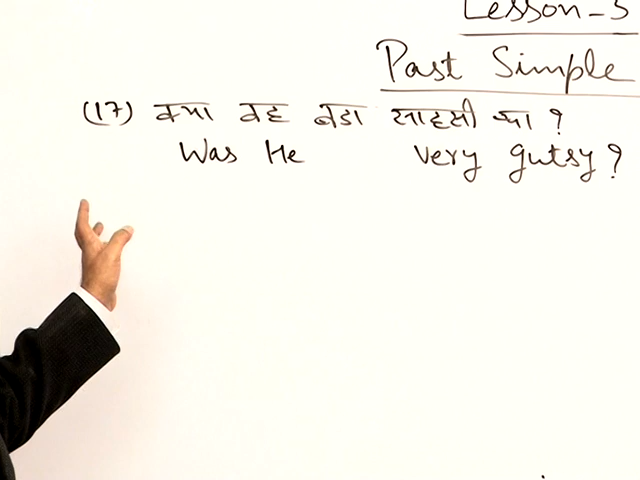 Lesson-5
Past Simple
(17) क्या वह बडा साहसी था ?
Was He very gutsy ?